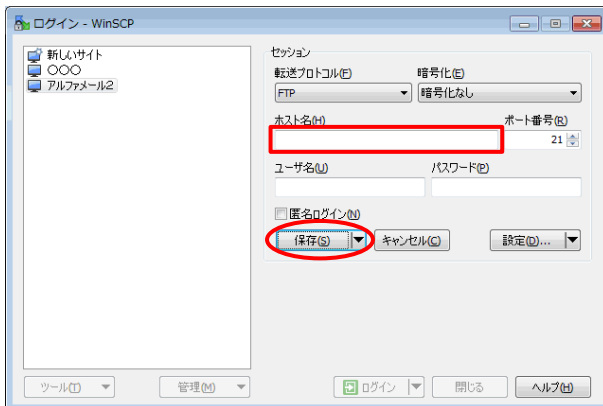 ログイン - WinSCP
新しいサイト
○○○
アルファメール2
セッション
転送プロトコル(F) 暗号化(E)
FTP 暗号化なし
ホスト名(H) ポート番号(R)
21
ユーザ名(U) パスワード(P)
匿名ログイン(N)
保存(S) キャンセル(C) 設定(D)...
ツール(T) 管理(M) ログイン 閉じる ヘルプ(H)